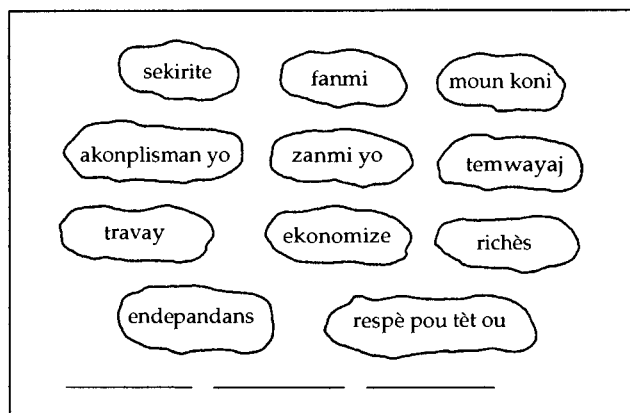 sekirite fanmi moun koni
akonplisman yo zanmi yo temwayaj
travay ekonomize richès
endepandans respè pou tèt ou